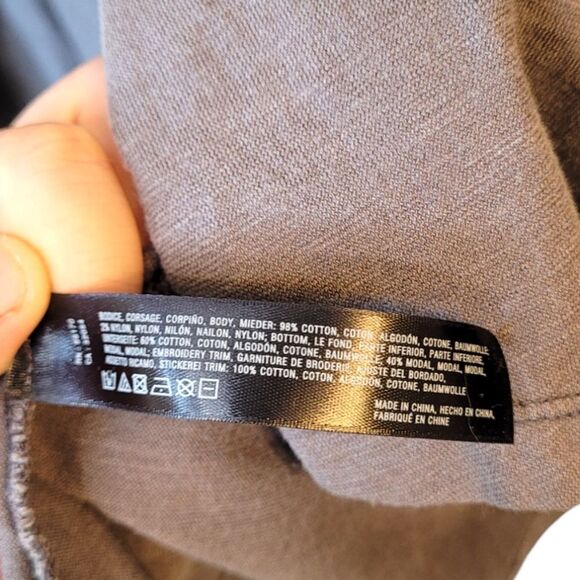 BODICE, CORSAGE, CORPIÑO, BODY, MIEDER: 98% COTTON, COTON, ALGODÓN, COTONE, BAUMWOLLE;
2% NYLON, NYLON, NILÓN, NAILON, NYLON; BOTTOM, LE FOND, PARTE INFERIOR, PARTE INFERIORE,
UNTERSEITE: 60% COTTON, COTON, ALGODÓN, COTONE, BAUMWOLLE 40% MODAL, MODAL, MODAL,
MODAL, MODAL: EMBROIDERY TRIM, GARNITURE DE BRODERIE, AJUSTE DEL BORDADO,
ASSETTO RICAMO, STICKEREI TRIM: 100% COTTON, COTON, ALGODÓN, COTONE, BAUMWOLLE
MADE IN CHINA, HECHO EN CHINA,
FABRIQUÉ EN CHINE